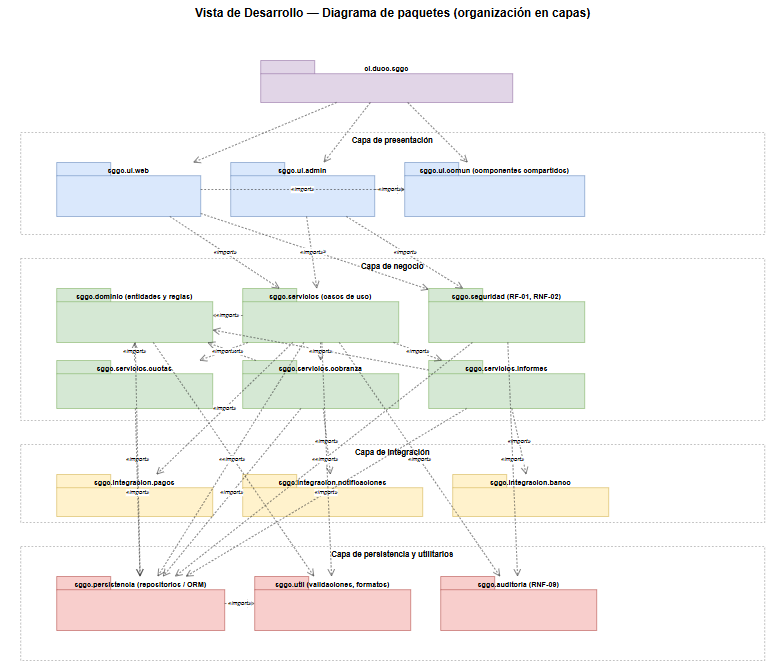 Vista de Desarrollo — Diagrama de paquetes (organización en capas)
cl.duoc.sggo
Capa de presentación
sggo.ui.web
sggo.ui.admin
sggo.ui.comun (componentes compartidos)
«import»
«import»
«import»
«import»
«import»
Capa de negocio
sggo.dominio (entidades y reglas)
sggo.servicios (casos de uso)
sggo.seguridad (RF-01, RNF-02)
«import»
«import»
«import»
«import»
«import»
sggo.servicios.cuotas
sggo.servicios.cobranza
sggo.servicios.informes
«import»
«import»
«import»
«import»
Capa de integración
«import»
«import»
«import»
«import»
«import»
sggo.integracion.pagos
sggo.integracion.notificaciones
sggo.integracion.banco
«import»
«import»
«import»
Capa de persistencia y utilitarios
sggo.persistencia (repositorios / ORM)
sggo.util (validaciones, formatos)
sggo.auditoria (RNF-09)
«import»